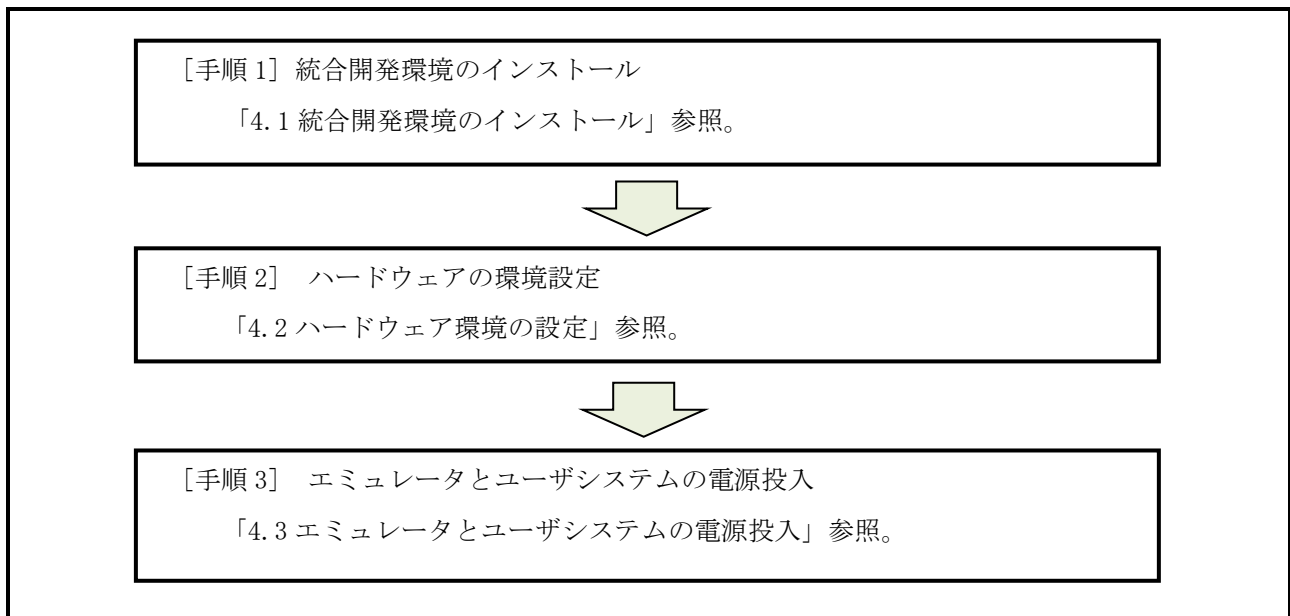 ［手順 1］統合開発環境のインストール
「4.1 統合開発環境のインストール」参照。
［手順 2］ ハードウェアの環境設定
「4.2 ハードウェア環境の設定」参照。
［手順 3］ エミュレータとユーザシステムの電源投入
「4.3 エミュレータとユーザシステムの電源投入」参照。